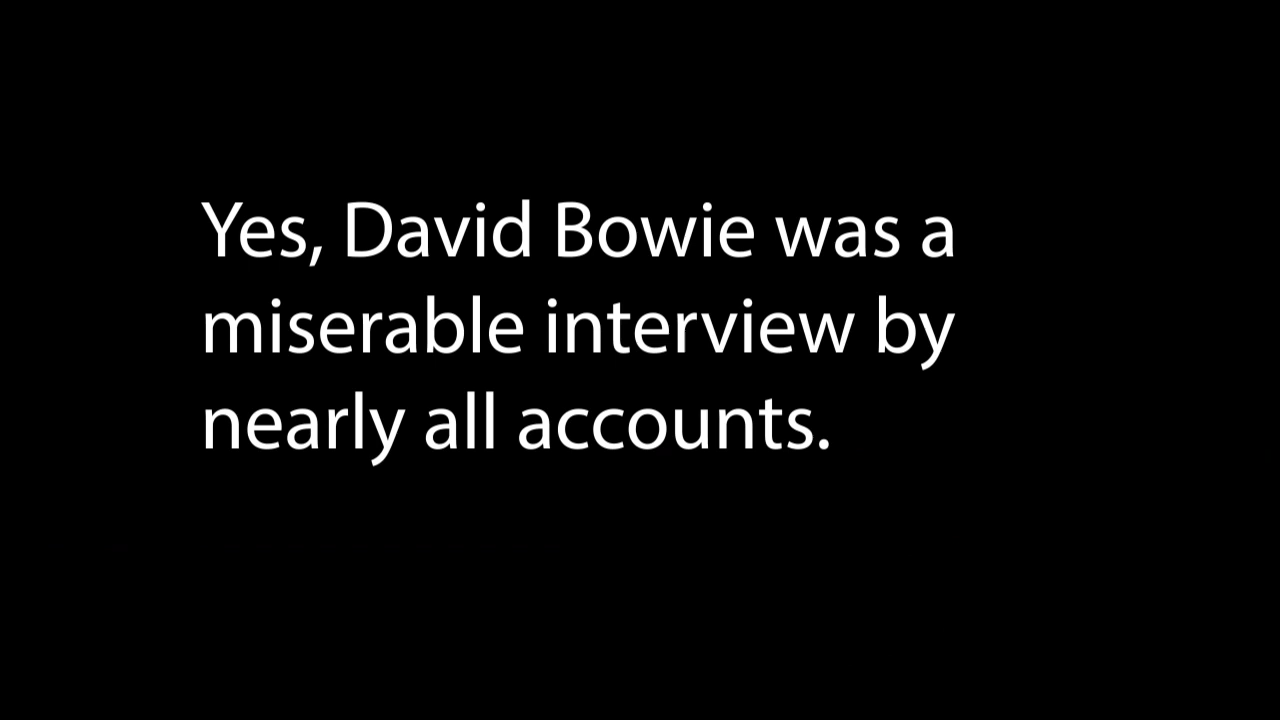 Yes, David Bowie was a
miserable interview by
nearly all accounts.